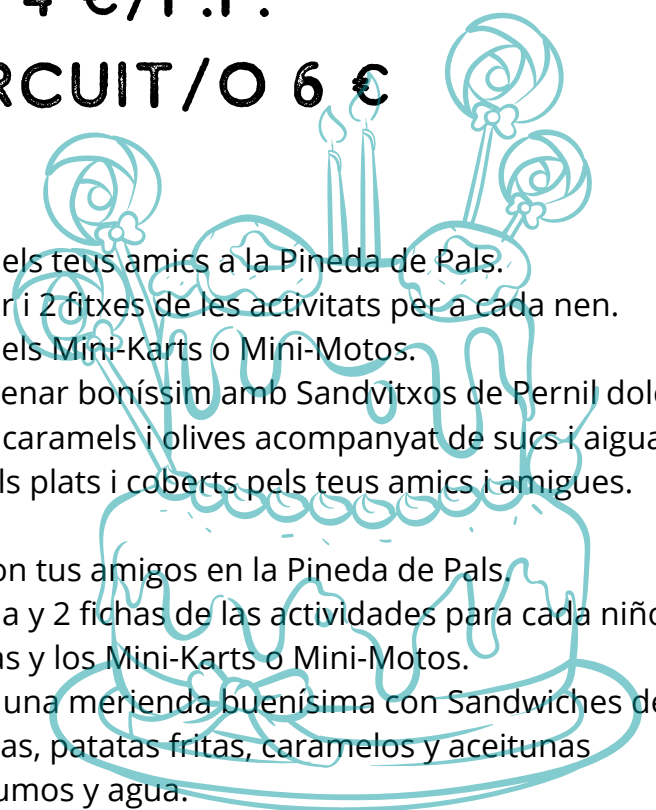 4 €/P.P.
RCUIT/O 6 €
els teus amics a la Pineda de Pals.
r i 2 fitxes de les activitats per a cada nen.
els Mini-Karts o Mini-Motos.
enar boníssim amb Sandvitxos de Pernil dolç
caramels i olives acompanyat de sucs i aigua
ls plats i coberts pels teus amics i amigues.
on tus amigos en la Pineda de Pals.
a y 2 fichas de las actividades para cada niño
as y los Mini-Karts o Mini-Motos.
una merienda buenísima con Sandwiches de
as, patatas fritas, caramelos y aceitunas
umos y agua.